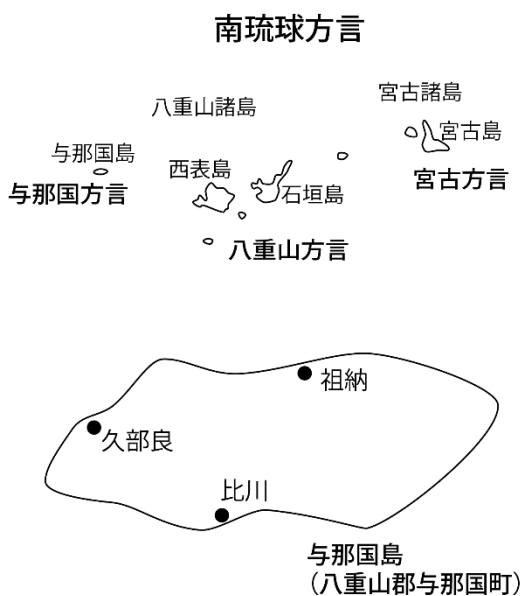 南琉球方言
宮古諸島
八重山諸島
宮古島
与那国島
西表島
宮古方言
与那国方言
石垣島
八重山方言
祖納
久部良
比川
与那国島
（八重山郡与那国町）